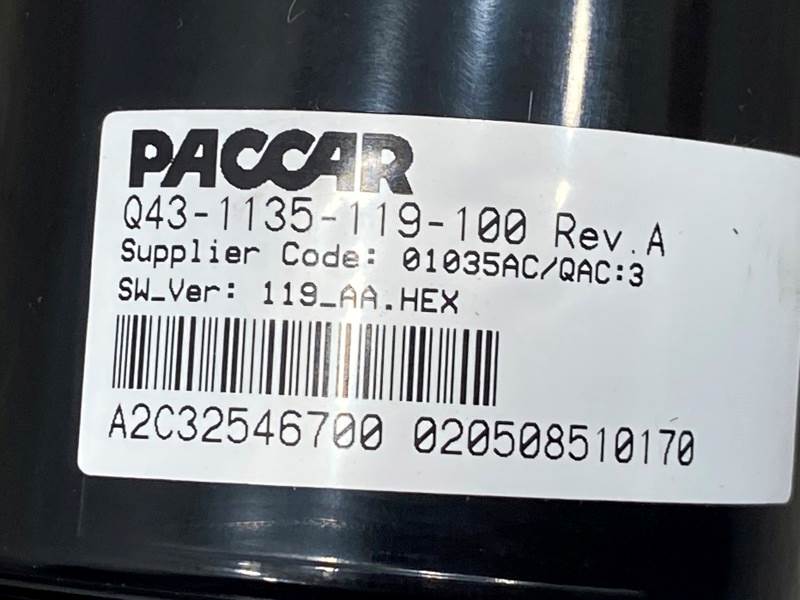 PACCAR
Q43-1135-119-100 Rev.A
Supplier Code: 01035AC/QAC:3
SW_Ver: 119_AA.HEX
A2C32546700 020508510170